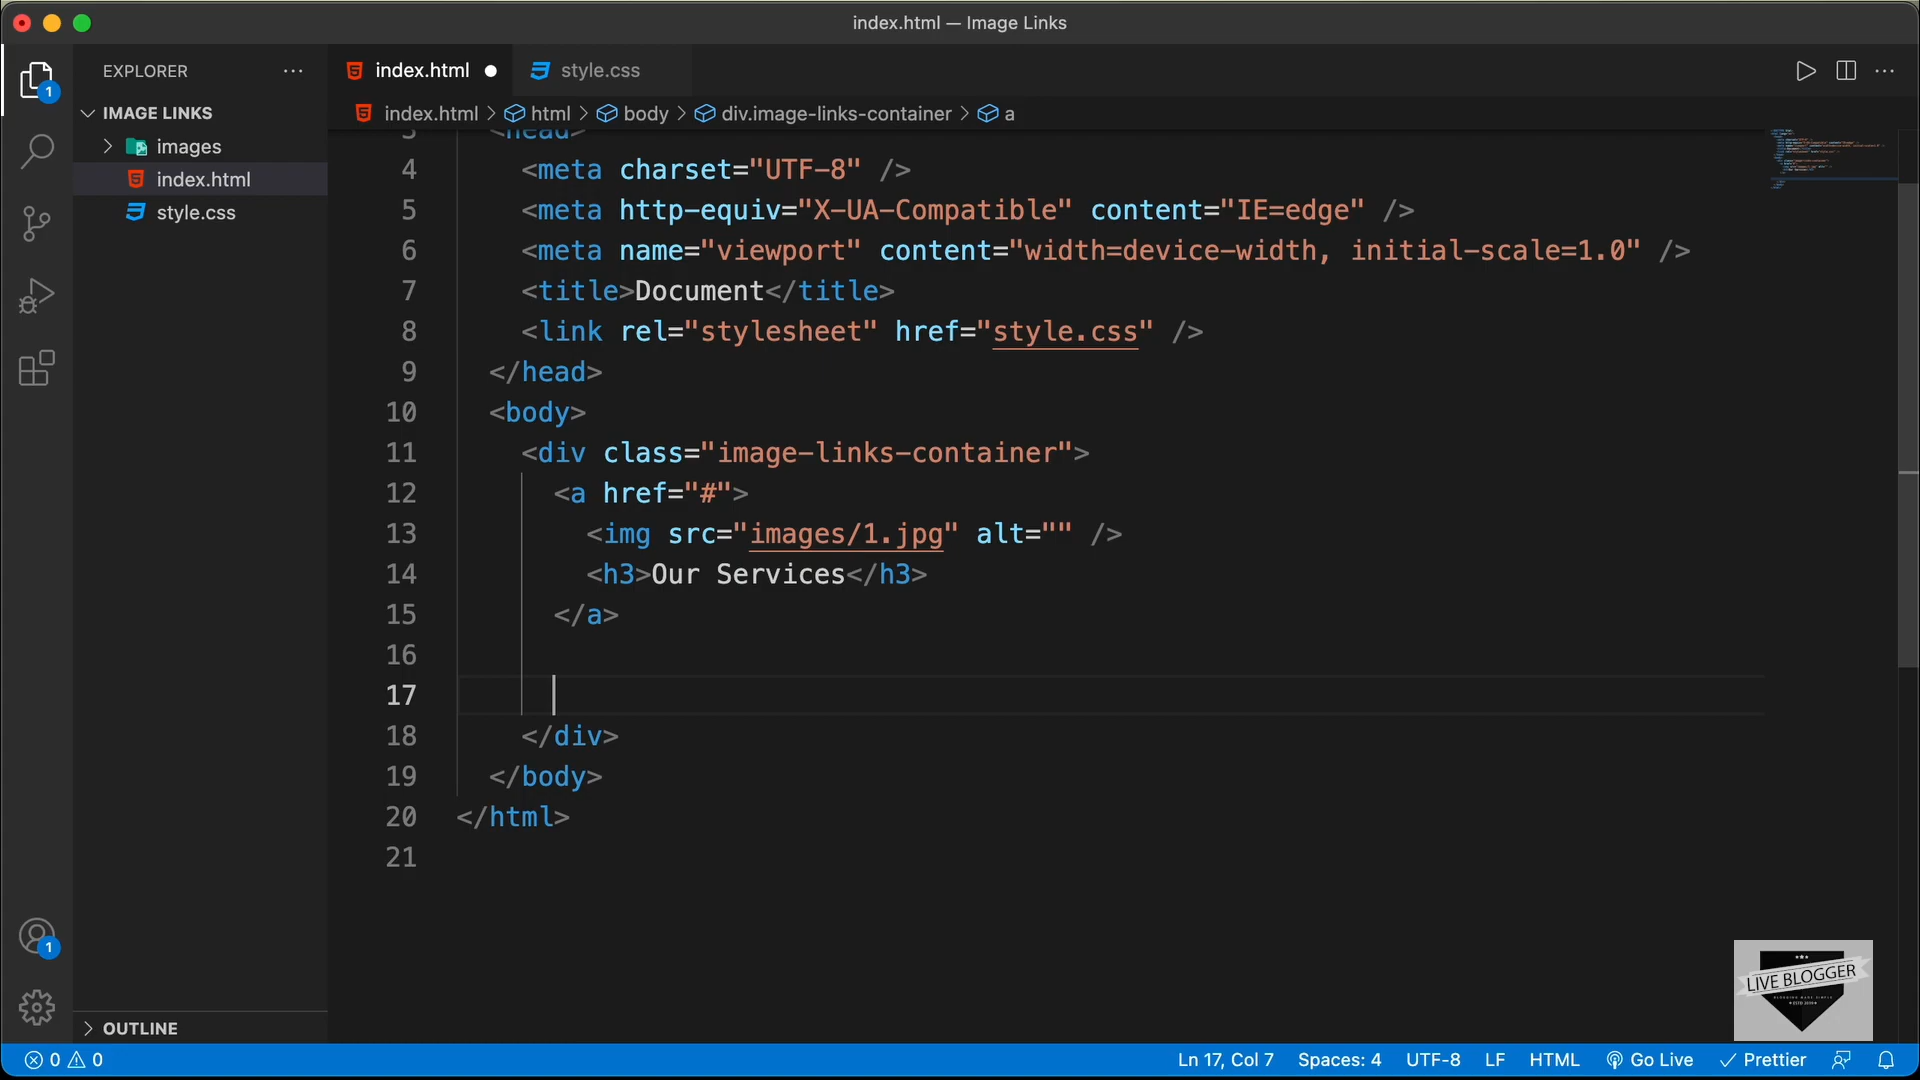 index.html — Image Links
EXPLORER
index.html
style.css
1
IMAGE LINKS
index.html > html > body > div.image-links-container > a
images
index.html
style.css
3 <head>
4 <meta charset="UTF-8" />
5 <meta http-equiv="X-UA-Compatible" content="IE=edge" />
6 <meta name="viewport" content="width=device-width, initial-scale=1.0" />
7 <title>Document</title>
8 <link rel="stylesheet" href="style.css" />
9 </head>
10 <body>
11 <div class="image-links-container">
12 <a href="#">
13 <img src="images/1.jpg" alt="" />
14 <h3>Our Services</h3>
15 </a>
16
17
18 </div>
19 </body>
20 </html>
21
1
LIVE BLOGGER
OUTLINE
0 0
Ln 17, Col 7 Spaces: 4 UTF-8 LF HTML Go Live Prettier